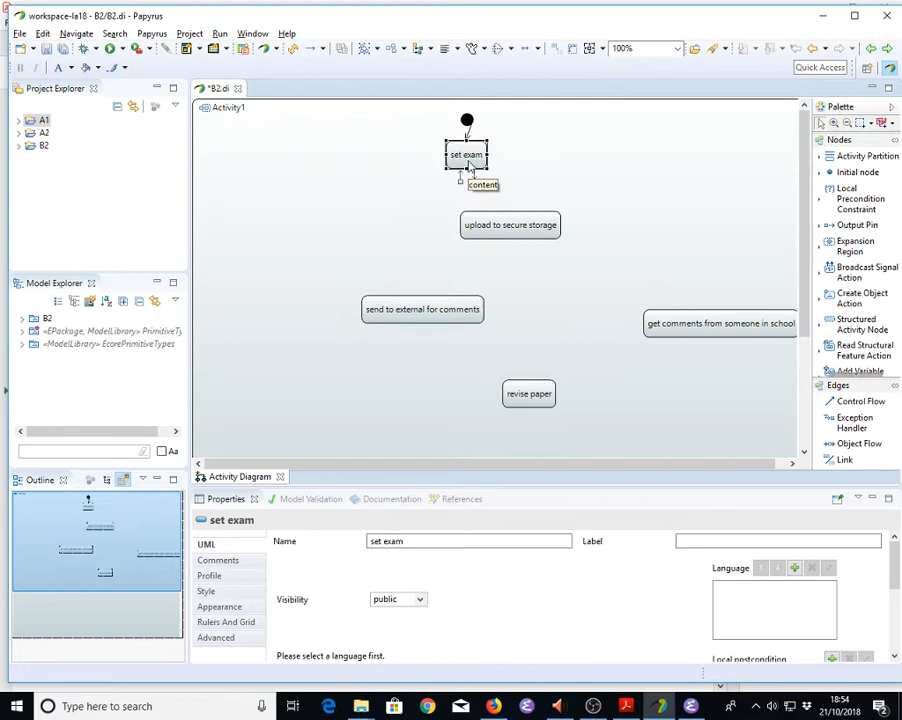 workspace-la18 - B2/B2.di - Papyrus
File Edit Navigate Search Papyrus Project Run Window Help
100%
B I A
Quick Access
Project Explorer
*B2.di
A1
A2
B2
Activity1
set exam
content
upload to secure storage
send to external for comments
get comments from someone in school
revise paper
Palette
Nodes
Activity Partition
Initial node
Local
Precondition
Constraint
Output Pin
Expansion
Region
Broadcast Signal
Action
Create Object
Action
Structured
Activity Node
Read Structural
Feature Action
Add Variable
Edges
Control Flow
Exception
Handler
Object Flow
Link
Model Explorer
B2
«EPackage, ModelLibrary» PrimitiveTy
«ModelLibrary» EcorePrimitiveTypes
Aa
Outline
Activity Diagram
Properties Model Validation Documentation References
set exam
UML
Comments
Profile
Style
Appearance
Rulers And Grid
Advanced
Name set exam Label
Language
Visibility public
Please select a language first.
Local postcondition
Type here to search
18:54
21/10/2018
2